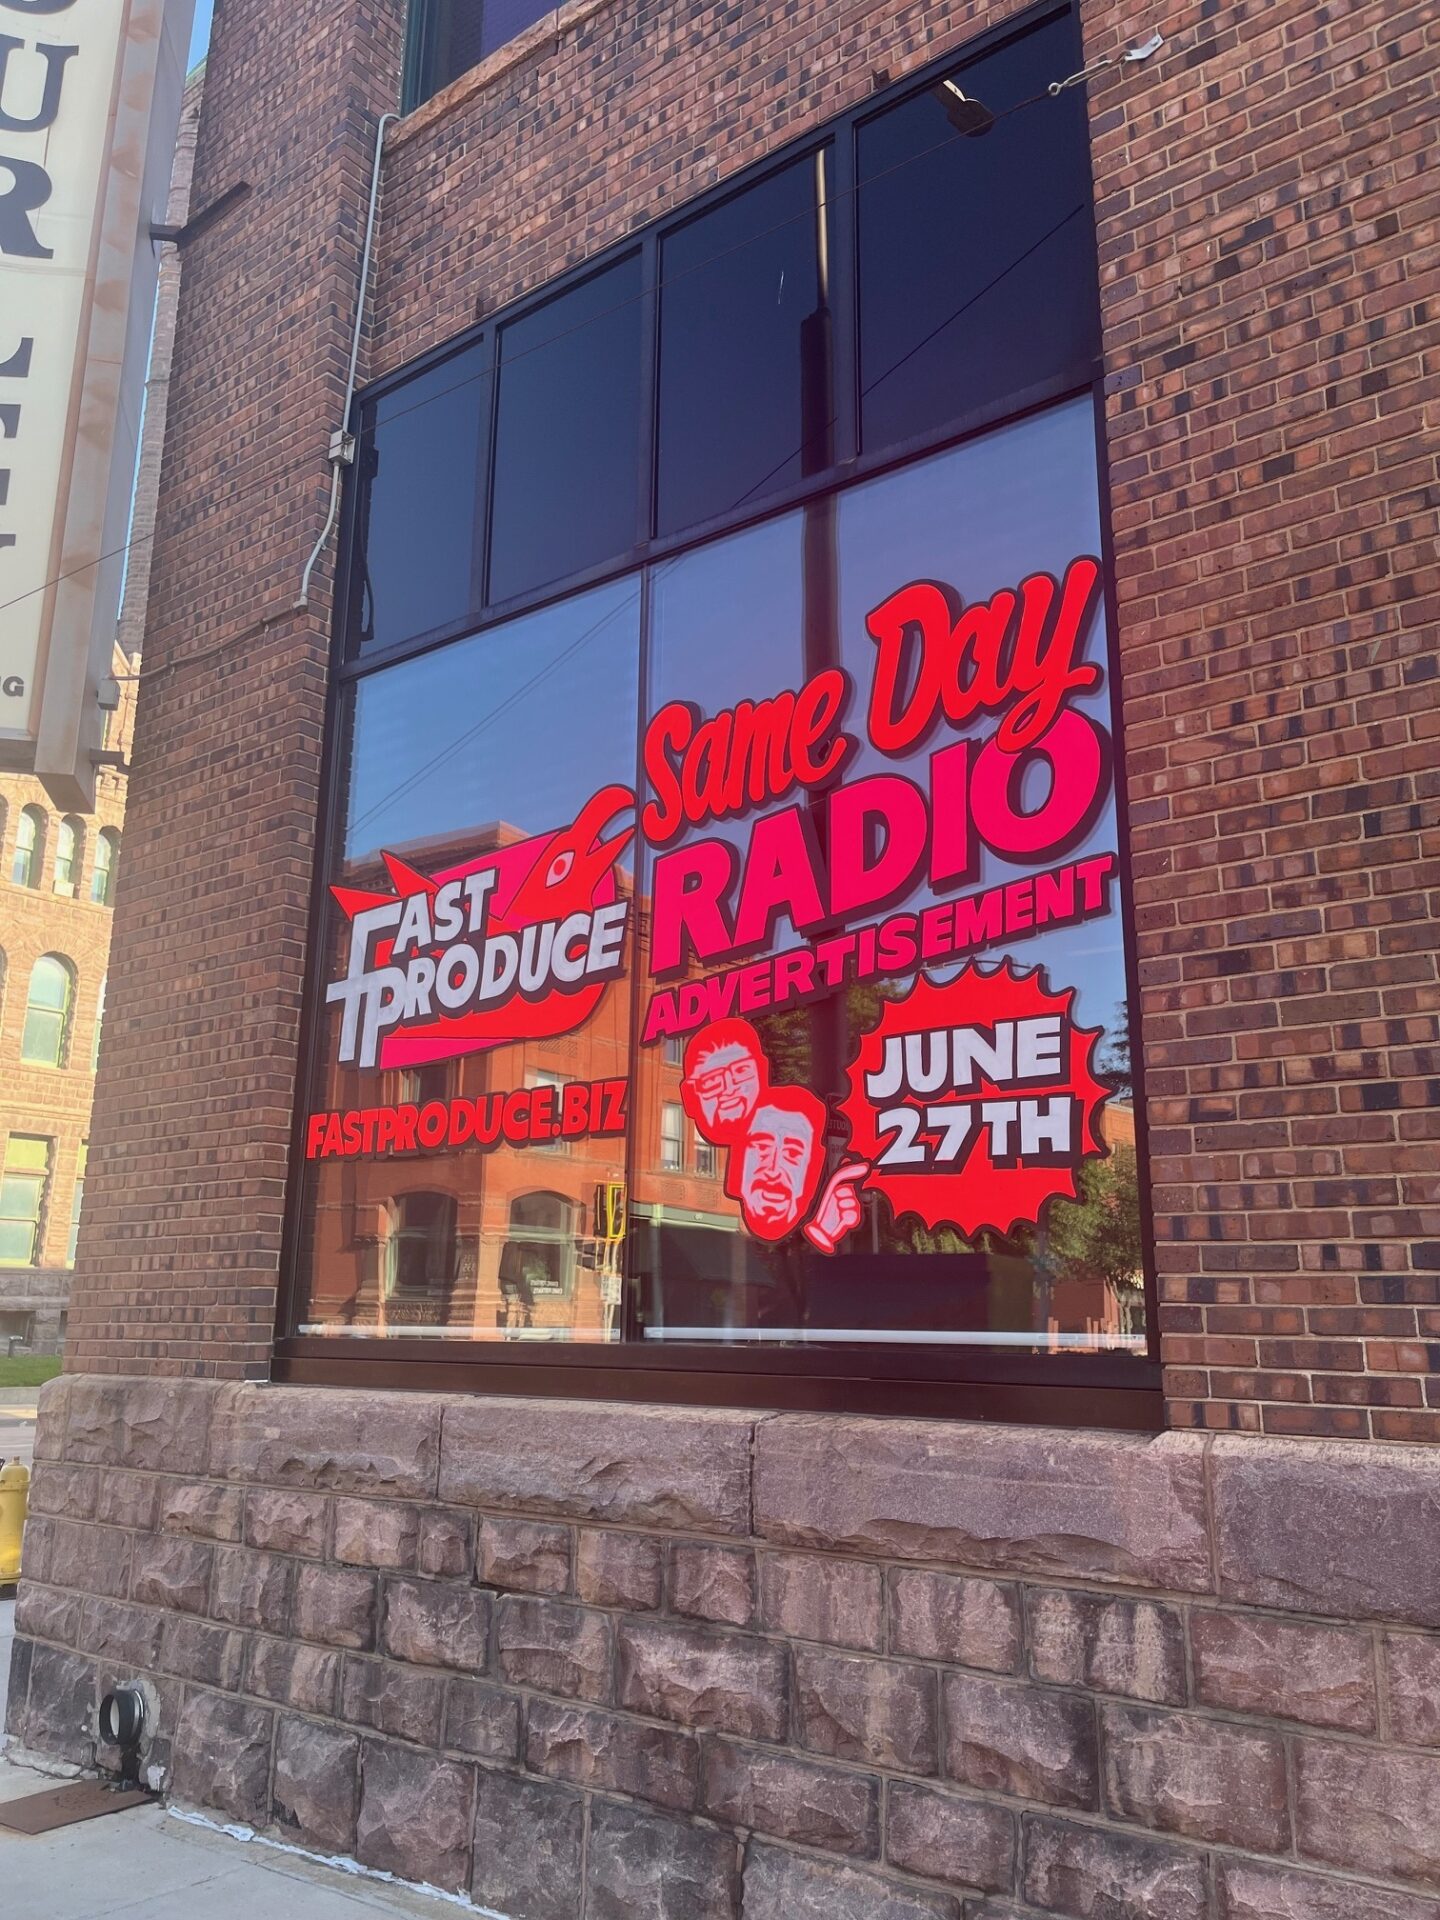 FAST
PRODUCE
FASTPRODUCE.BIZ
Same Day
RADIO
ADVERTISEMENT
JUNE
27TH